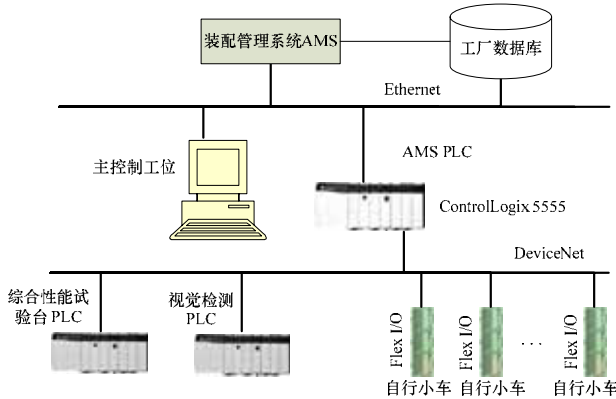 装配管理系统AMS
工厂数据库
Ethernet
主控制工位
AMS PLC
ControlLogix 5555
DeviceNet
综合性能试
验台 PLC
视觉检测
PLC
Flex I/O
Flex I/O
...
Flex I/O
自行小车
自行小车
自行小车